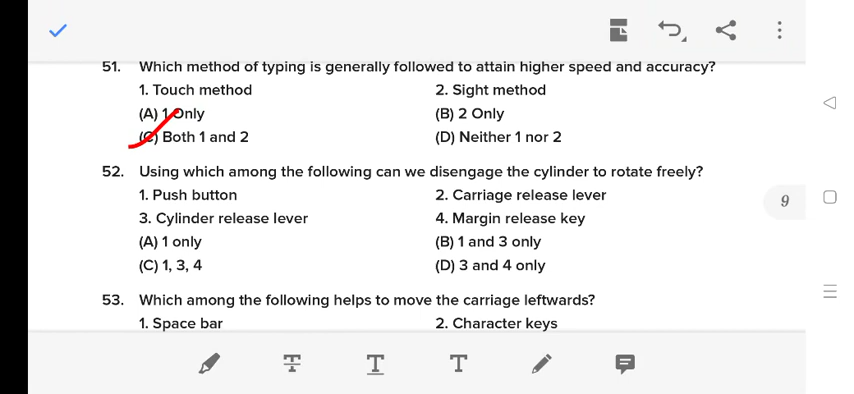 51. Which method of typing is generally followed to attain higher speed and accuracy?
1. Touch method 2. Sight method
(A) 1 Only (B) 2 Only
(C) Both 1 and 2 (D) Neither 1 nor 2
52. Using which among the following can we disengage the cylinder to rotate freely?
1. Push button 2. Carriage release lever
3. Cylinder release lever 4. Margin release key
(A) 1 only (B) 1 and 3 only
(C) 1, 3, 4 (D) 3 and 4 only
9
53. Which among the following helps to move the carriage leftwards?
1. Space bar 2. Character keys
T T T